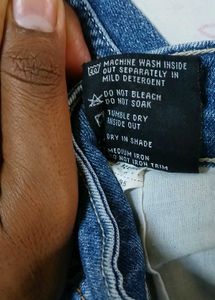 MACHINE WASH INSIDE
OUT SEPARATELY IN
MILD DETERGENT
DO NOT BLEACH
DO NOT SOAK
TUMBLE DRY
INSIDE OUT
DRY IN SHADE
MEDIUM IRON
DO NOT IRON TRIM